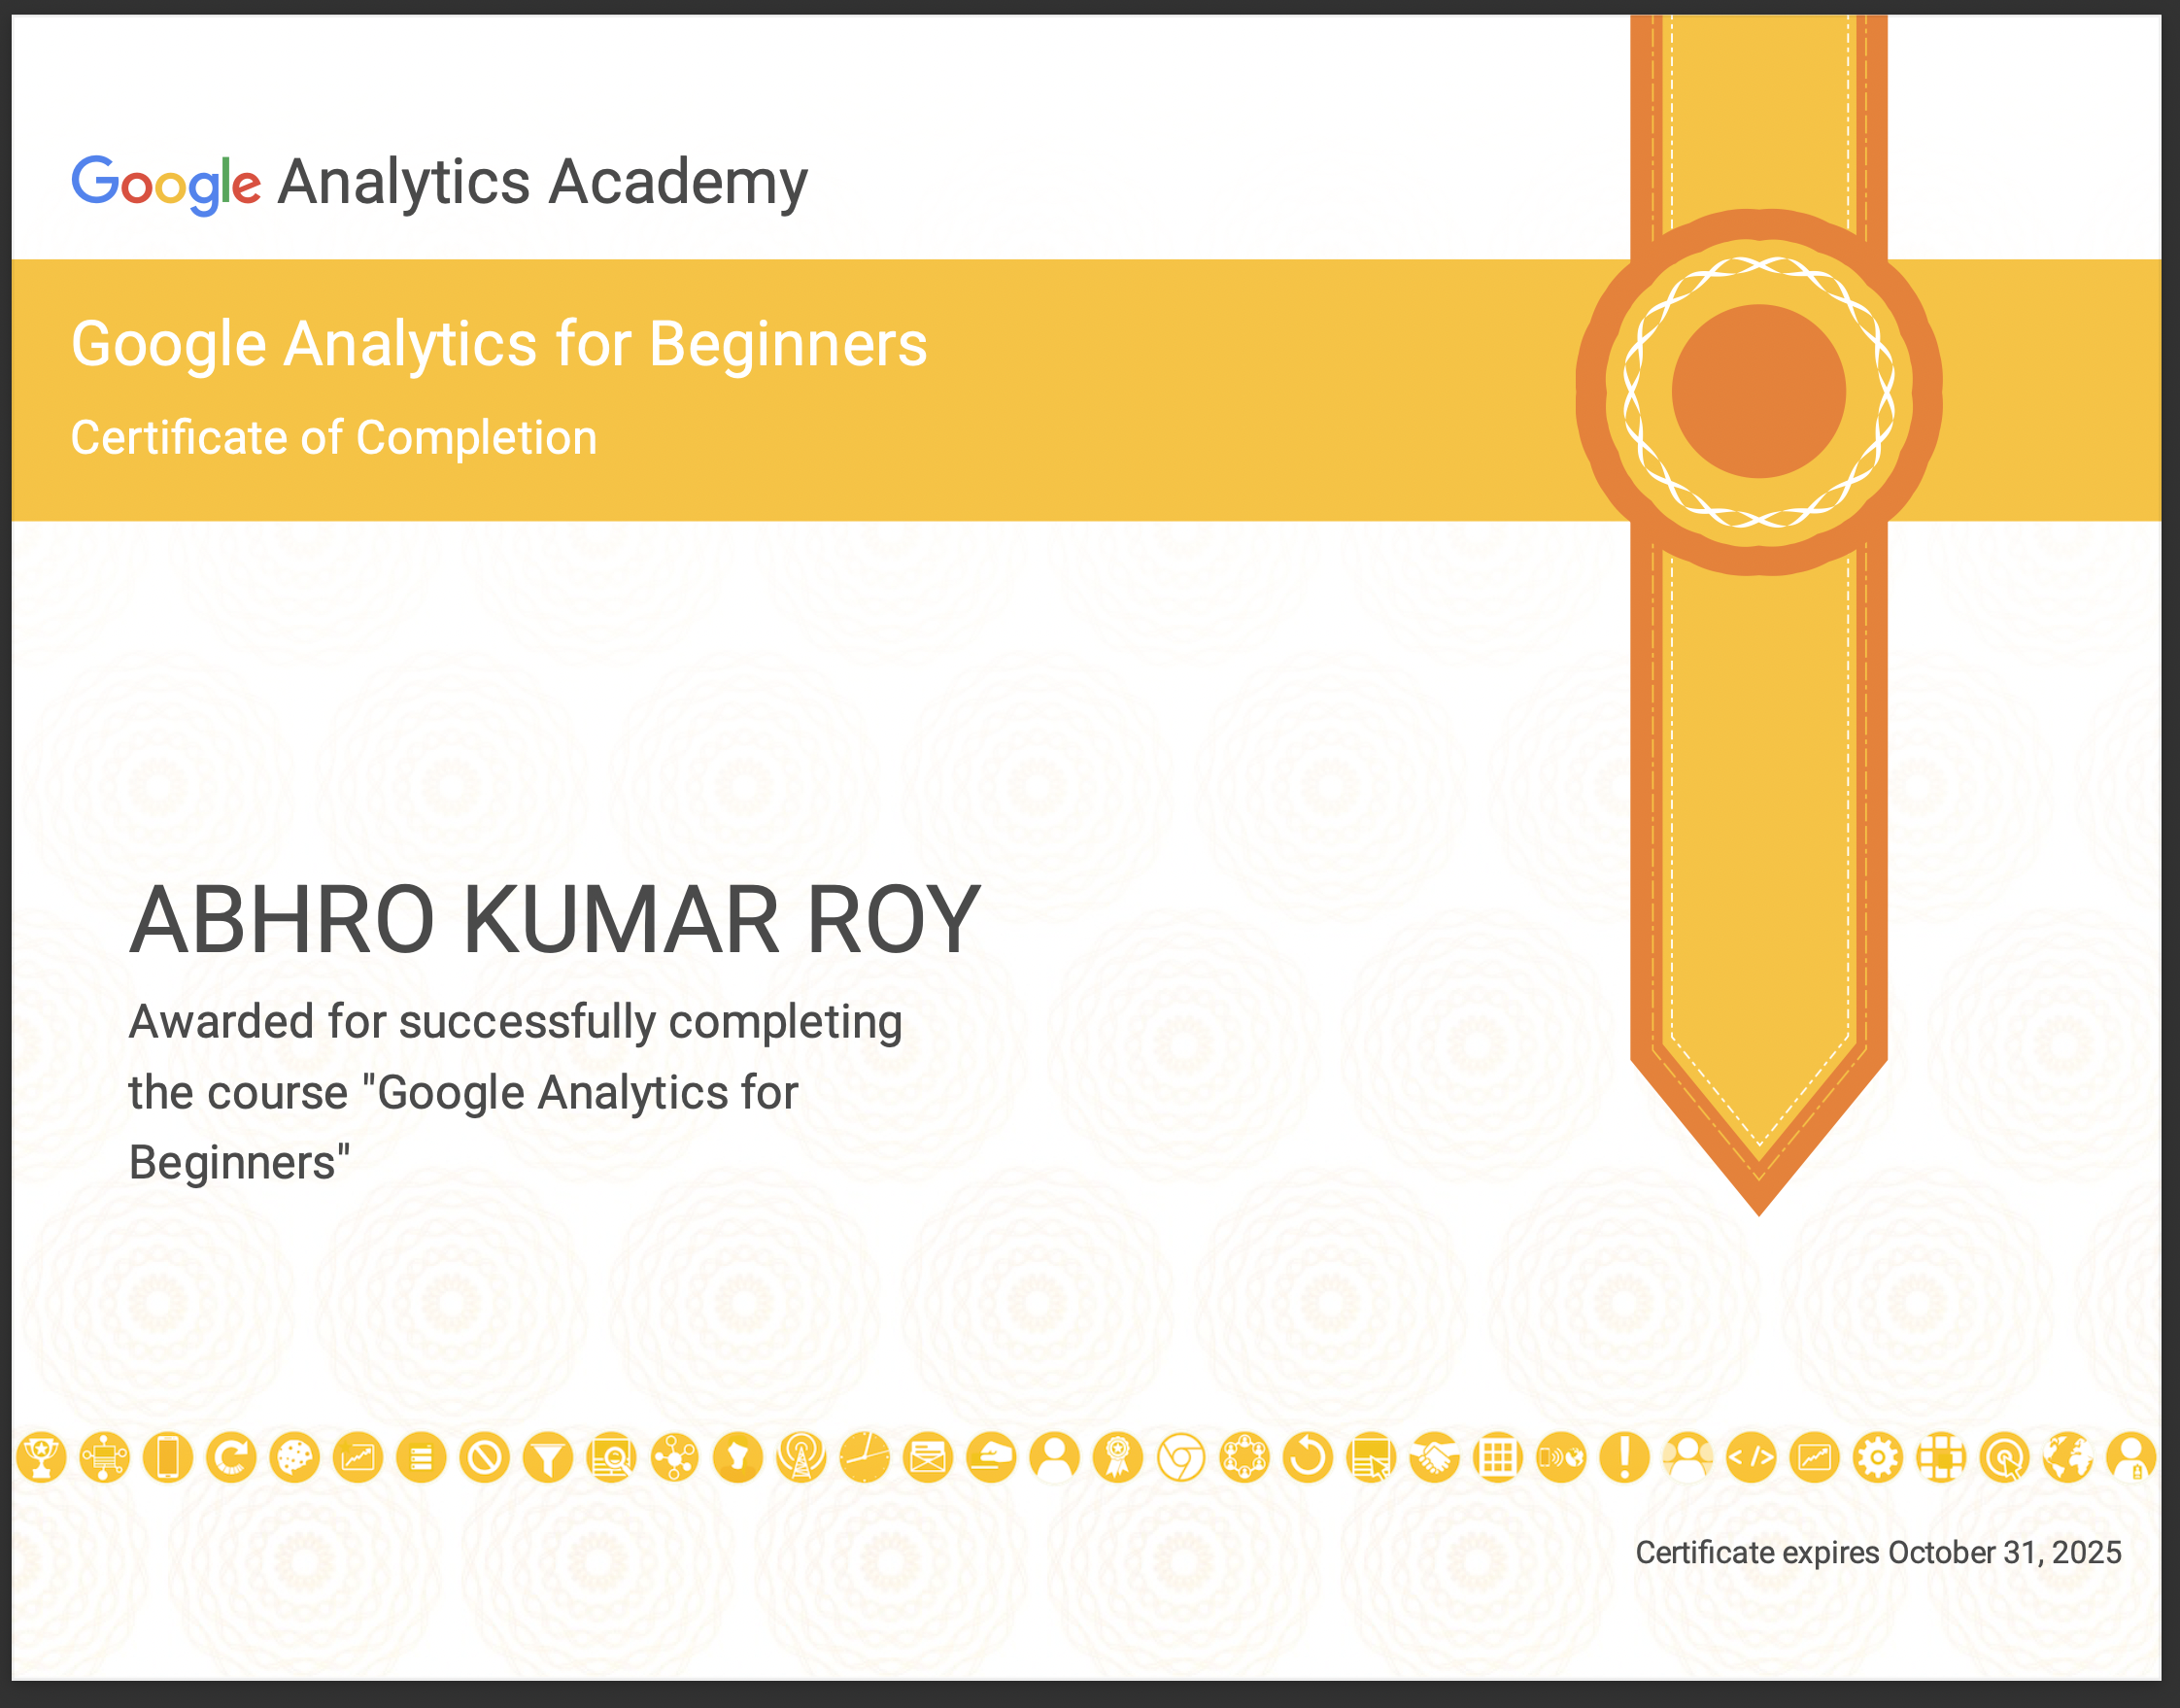 Google Analytics Academy
Google Analytics for Beginners
Certificate of Completion
ABHRO KUMAR ROY
Awarded for successfully completing
the course "Google Analytics for
Beginners"
Certificate expires October 31, 2025